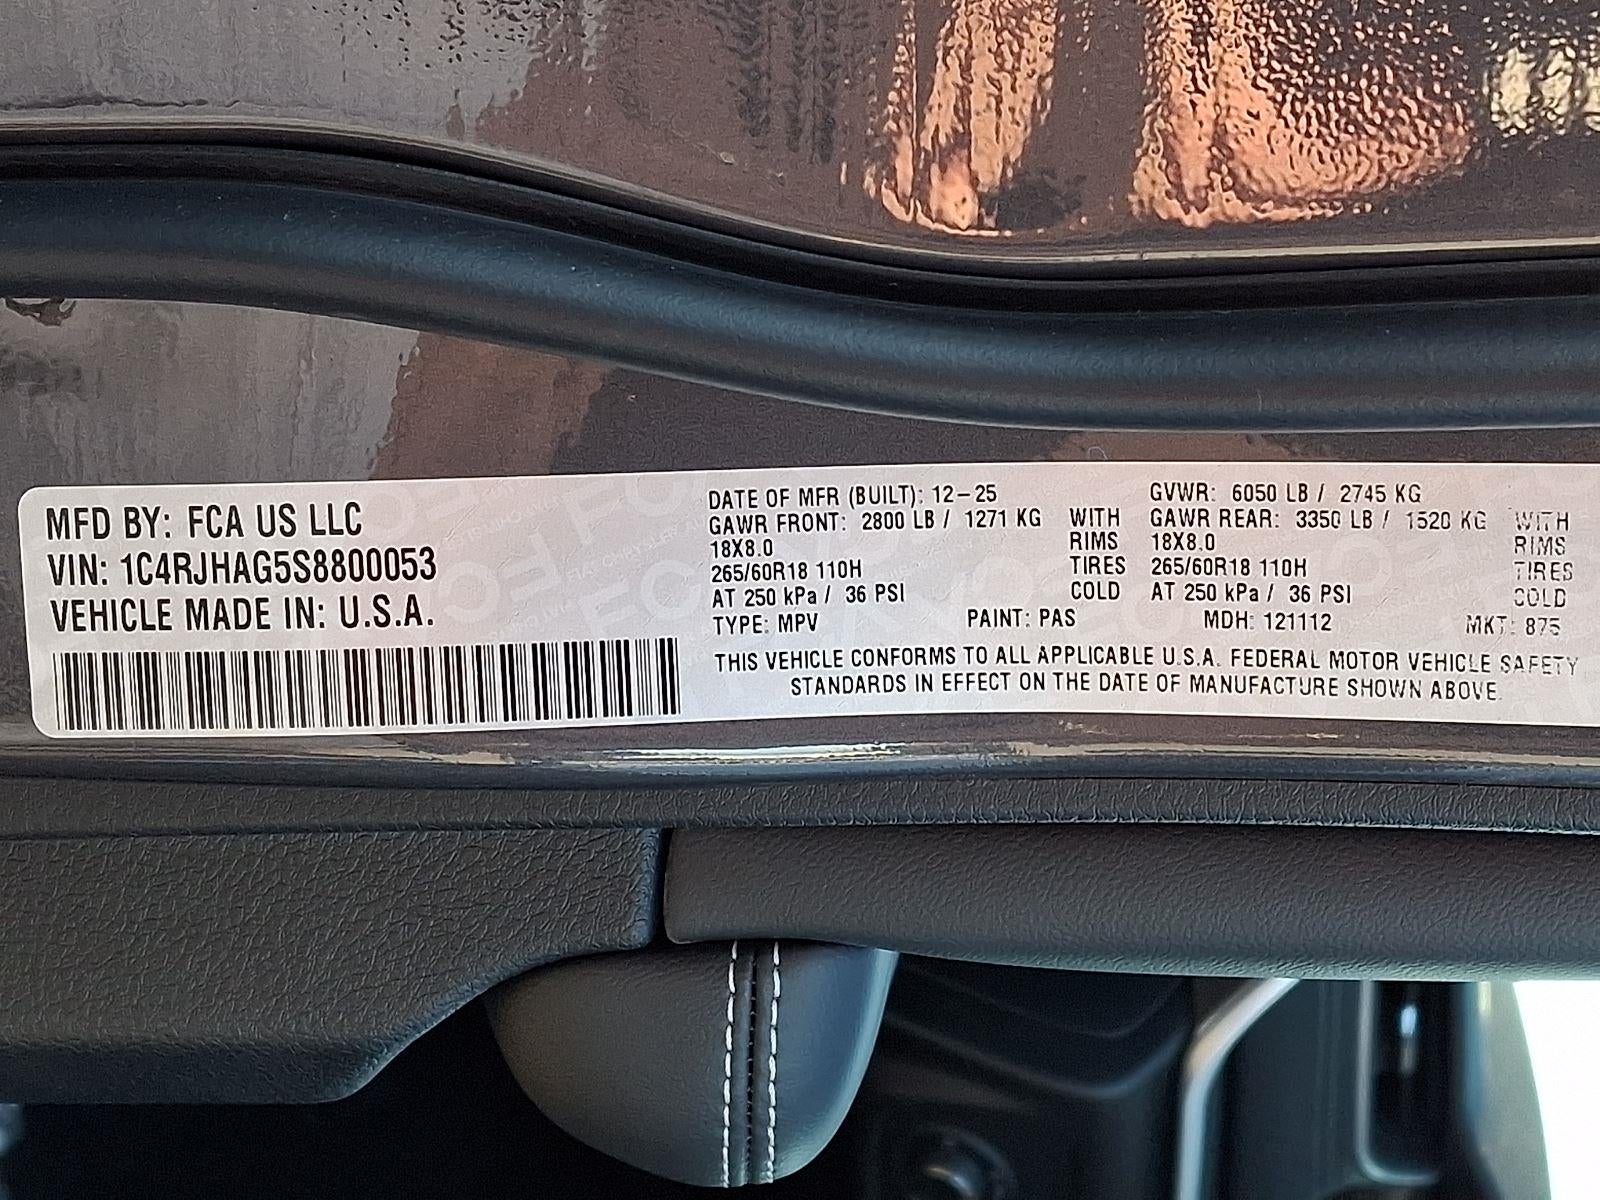 MFD BY: FCA US LLC
VIN: 1C4RJHAG5S8800053
VEHICLE MADE IN: U.S.A.
DATE OF MFR (BUILT): 12-25 GVWR: 6050 LB / 2745 KG
GAWR FRONT: 2800 LB / 1271 KG WITH GAWR REAR: 3350 LB / 1520 KG WITH
18X8.0 RIMS 18X8.0 RIMS
265/60R18 110H TIRES 265/60R18 110H TIRES
AT 250 kPa / 36 PSI COLD AT 250 kPa / 36 PSI COLD
TYPE: MPV PAINT: PAS MDH: 121112 MKT: 875
THIS VEHICLE CONFORMS TO ALL APPLICABLE U.S.A. FEDERAL MOTOR VEHICLE SAFETY
STANDARDS IN EFFECT ON THE DATE OF MANUFACTURE SHOWN ABOVE.